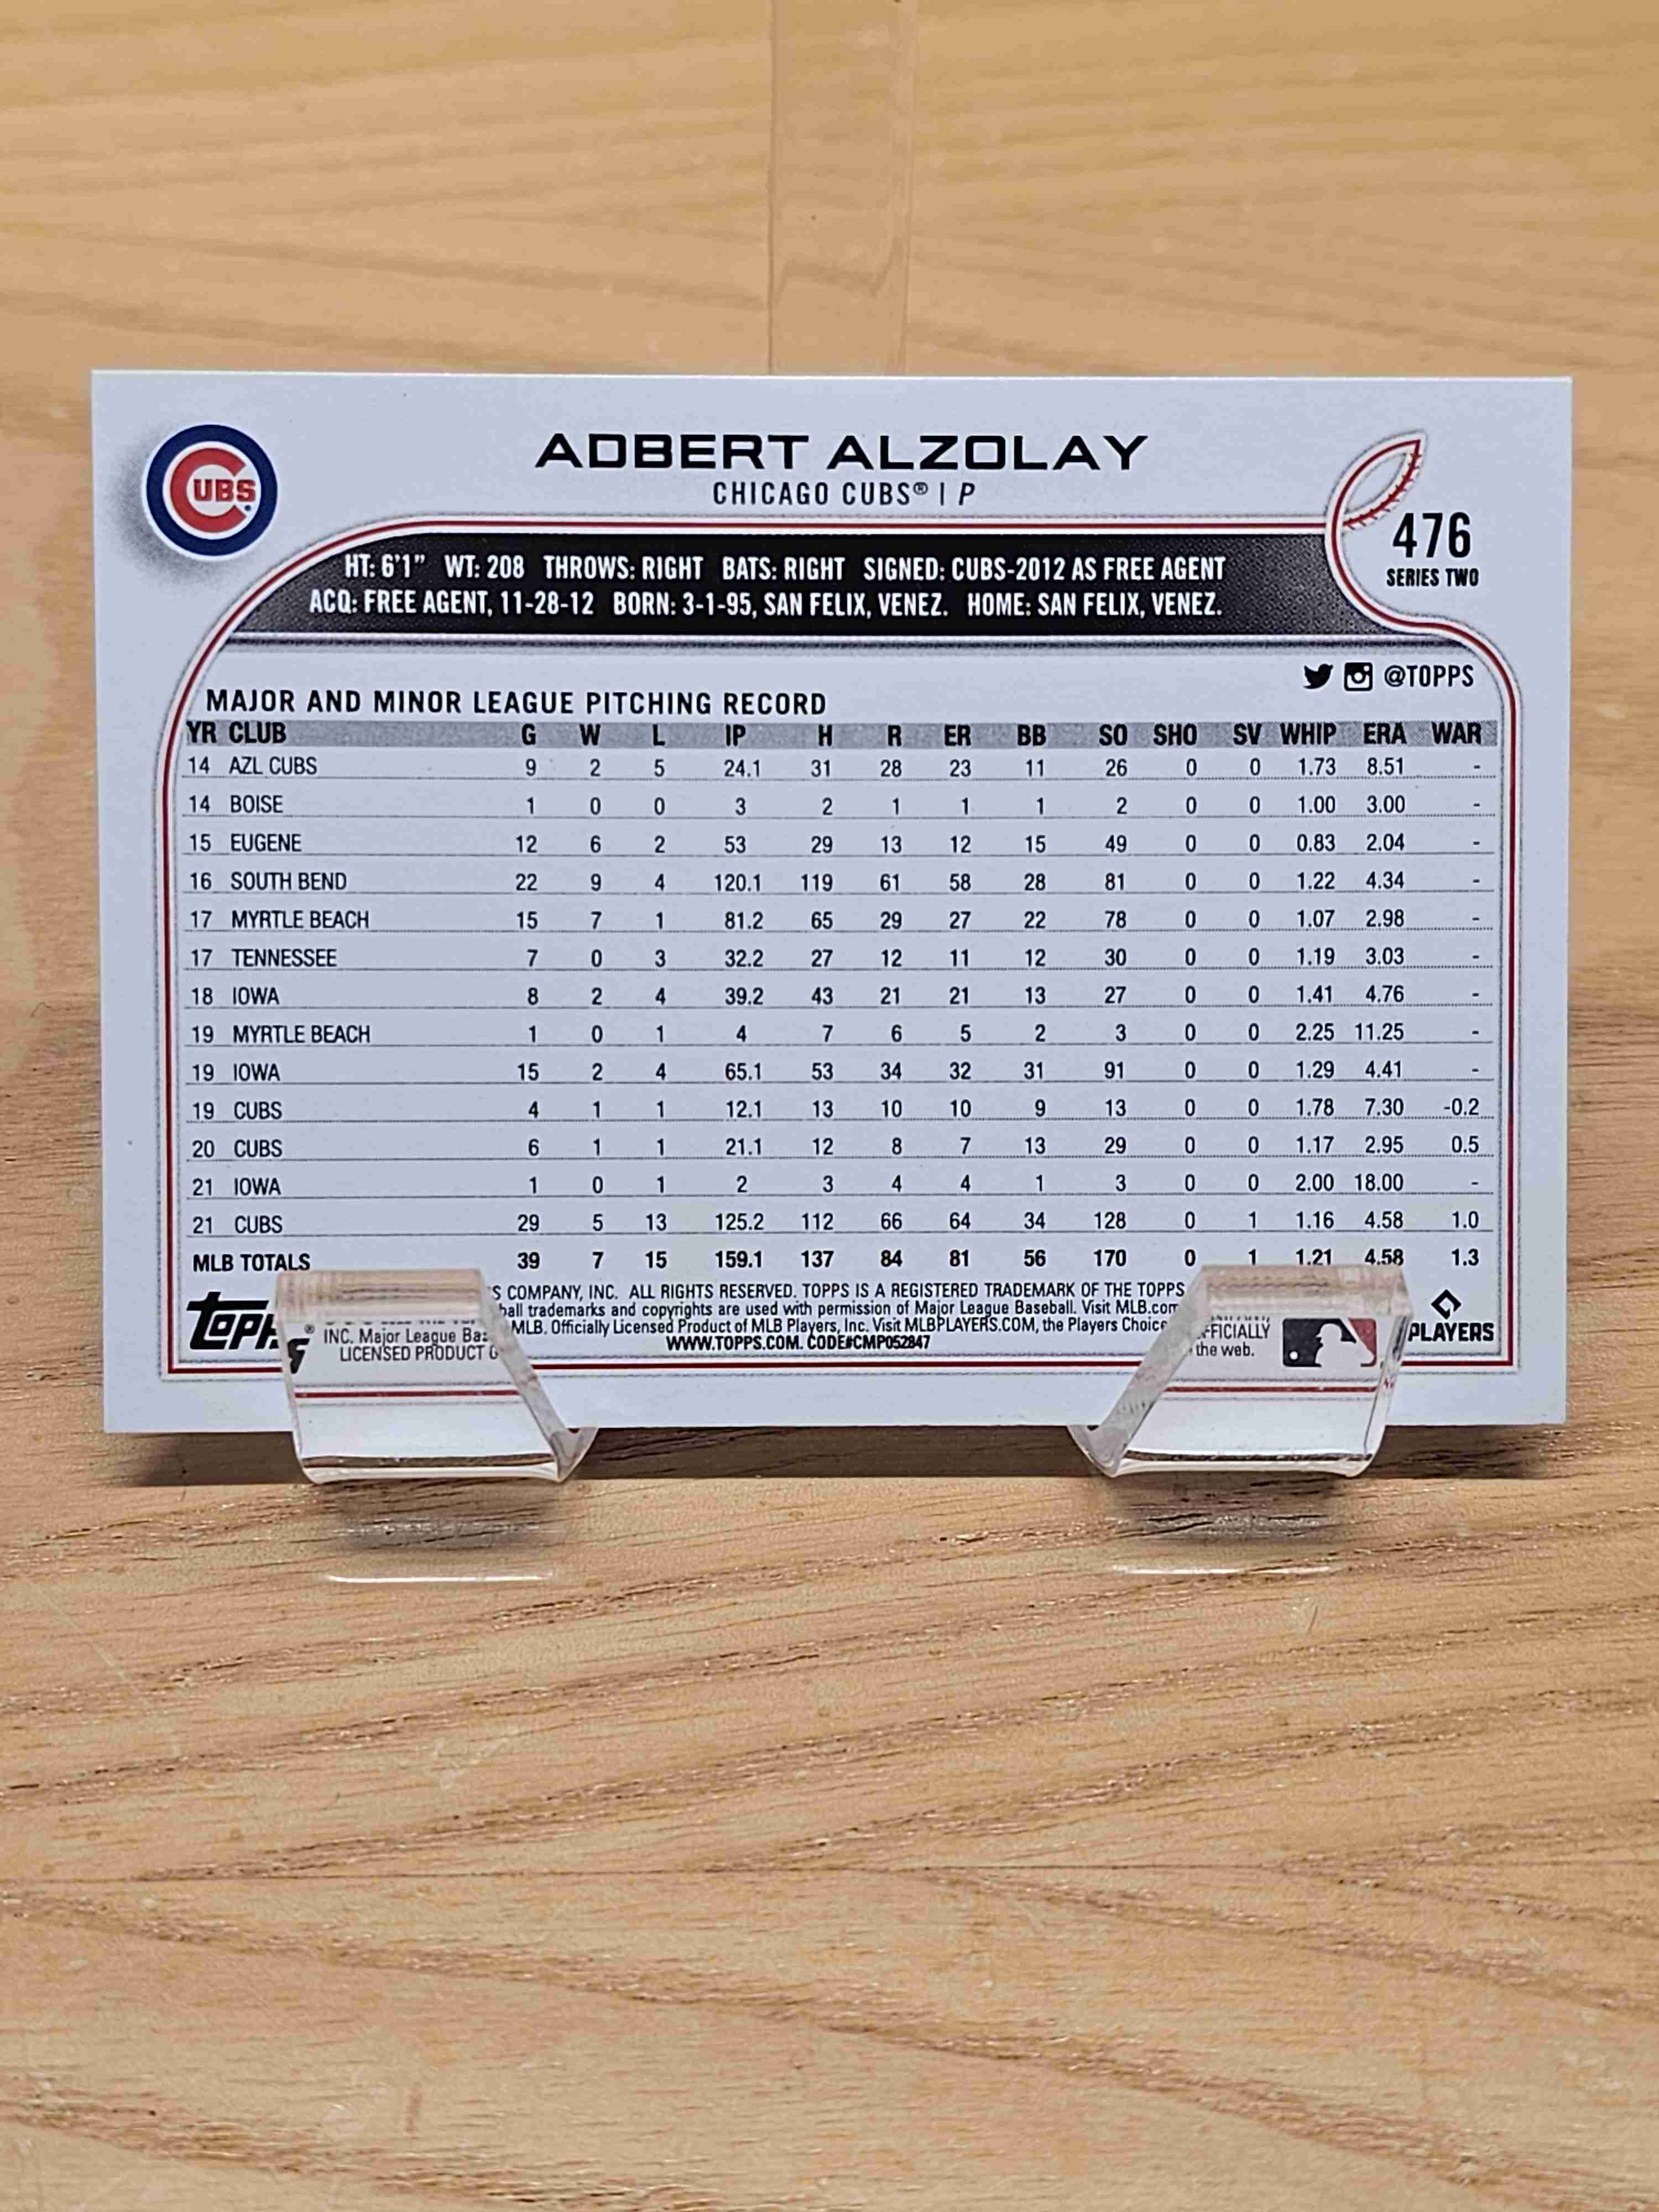 CUBS
ADBERT ALZOLAY
CHICAGO CUBS® | P
476
SERIES TWO
HT: 6'1" WT: 208 THROWS: RIGHT BATS: RIGHT SIGNED: CUBS-2012 AS FREE AGENT
ACQ: FREE AGENT, 11-28-12 BORN: 3-1-95, SAN FELIX, VENEZ. HOME: SAN FELIX, VENEZ.
@TOPPS
MAJOR AND MINOR LEAGUE PITCHING RECORD
YR CLUB G W L IP H R ER BB SO SHO SV WHIP ERA WAR
14 AZL CUBS 9 2 5 24.1 31 28 23 11 26 0 0 1.73 8.51 -
14 BOISE 1 0 0 3 2 1 1 1 2 0 0 1.00 3.00 -
15 EUGENE 12 6 2 53 29 13 12 15 49 0 0 0.83 2.04 -
16 SOUTH BEND 22 9 4 120.1 119 61 58 28 81 0 0 1.22 4.34 -
17 MYRTLE BEACH 15 7 1 81.2 65 29 27 22 78 0 0 1.07 2.98 -
17 TENNESSEE 7 0 3 32.2 27 12 11 12 30 0 0 1.19 3.03 -
18 IOWA 8 2 4 39.2 43 21 21 13 27 0 0 1.41 4.76 -
19 MYRTLE BEACH 1 0 1 4 7 6 5 2 3 0 0 2.25 11.25 -
19 IOWA 15 2 4 65.1 53 34 32 31 91 0 0 1.29 4.41 -
19 CUBS 4 1 1 12.1 13 10 10 9 13 0 0 1.78 7.30 -0.2
20 CUBS 6 1 1 21.1 12 8 7 13 29 0 0 1.17 2.95 0.5
21 IOWA 1 0 1 2 3 4 4 1 3 0 0 2.00 18.00 -
21 CUBS 29 5 13 125.2 112 66 64 34 128 0 1 1.16 4.58 1.0
MLB TOTALS 39 7 15 159.1 137 84 81 56 170 0 1 1.21 4.58 1.3
COMPANY, INC. ALL RIGHTS RESERVED. TOPPS IS A REGISTERED TRADEMARK OF THE TOPPS
trademarks and copyrights are used with permission of Major League Baseball. Visit MLB.com
INC. Major League MLB. Officially Licensed Product of MLB Players, Inc. Visit MLBPLAYERS.COM, the Players Choice the web.
LICENSED PRODUCT WWW.TOPPS.COM. CODE#CMP052847
Topps ®
PLAYERS